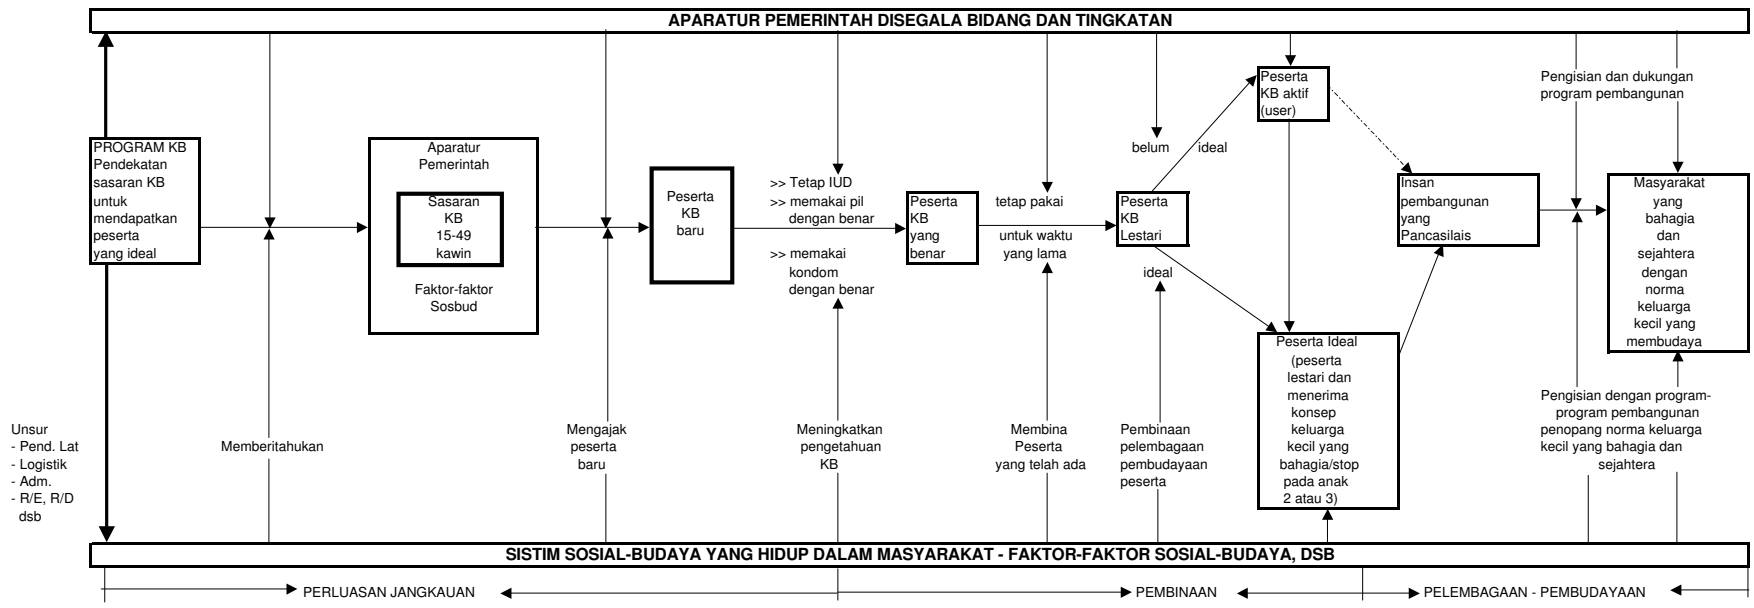 APARATUR PEMERINTAH DISEGALA BIDANG DAN TINGKATAN
PROGRAM KB
Pendekatan
sasaran KB
untuk
mendapatkan
peserta
yang ideal
Unsur
- Pend. Lat
- Logistik
- Adm.
- R/E, R/D
dsb
Memberitahukan
Aparatur
Pemerintah
Sasaran
KB
15-49
kawin
Faktor-faktor
Sosbud
Mengajak
peserta
baru
Peserta
KB
baru
>> Tetap IUD
>> memakai pil
dengan benar
>> memakai
kondom
dengan benar
Meningkatkan
pengetahuan
KB
Peserta
KB
yang
benar
tetap pakai
untuk waktu
yang lama
Membina
Peserta
yang telah ada
Peserta
KB
Lestari
belum
ideal
ideal
Pembinaan
pelembagaan
pembudayaan
peserta
Peserta
KB aktif
(user)
Peserta Ideal
(peserta
lestari dan
menerima
konsep
keluarga
kecil yang
bahagia/stop
pada anak
2 atau 3)
Insan
pembangunan
yang
Pancasilais
Pengisian dan dukungan
program pembangunan
Pengisian dengan program-
program pembangunan
penopang norma keluarga
kecil yang bahagia dan
sejahtera
Masyarakat
yang
bahagia
dan
sejahtera
dengan
norma
keluarga
kecil yang
membudaya
SISTIM SOSIAL-BUDAYA YANG HIDUP DALAM MASYARAKAT - FAKTOR-FAKTOR SOSIAL-BUDAYA, DSB
PERLUASAN JANGKAUAN
PEMBINAAN
PELEMBAGAAN - PEMBUDAYAAN